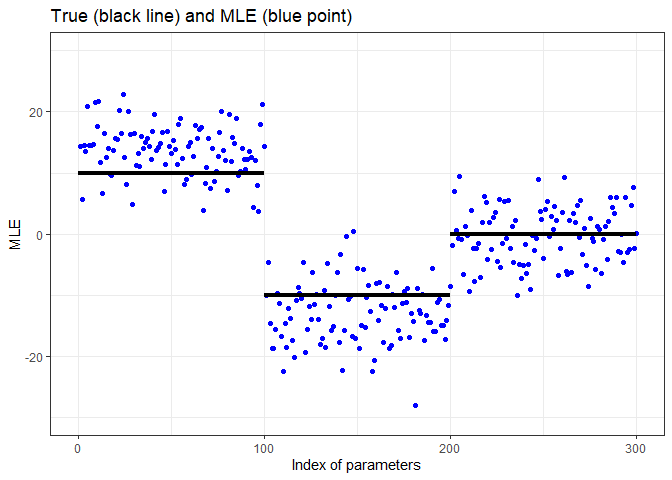 True (black line) and MLE (blue point)
20
0
-20
MLE
0 100 200 300
Index of parameters